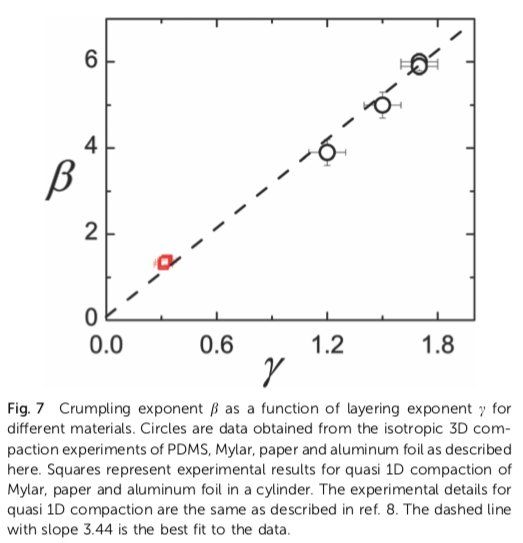 6
4
β
2
0
0.0 0.6 1.2 1.8
γ
Fig. 7 Crumpling exponent β as a function of layering exponent γ for
different materials. Circles are data obtained from the isotropic 3D com-
paction experiments of PDMS, Mylar, paper and aluminum foil as described
here. Squares represent experimental results for quasi 1D compaction of
Mylar, paper and aluminum foil in a cylinder. The experimental details for
quasi 1D compaction are the same as described in ref. 8. The dashed line
with slope 3.44 is the best fit to the data.